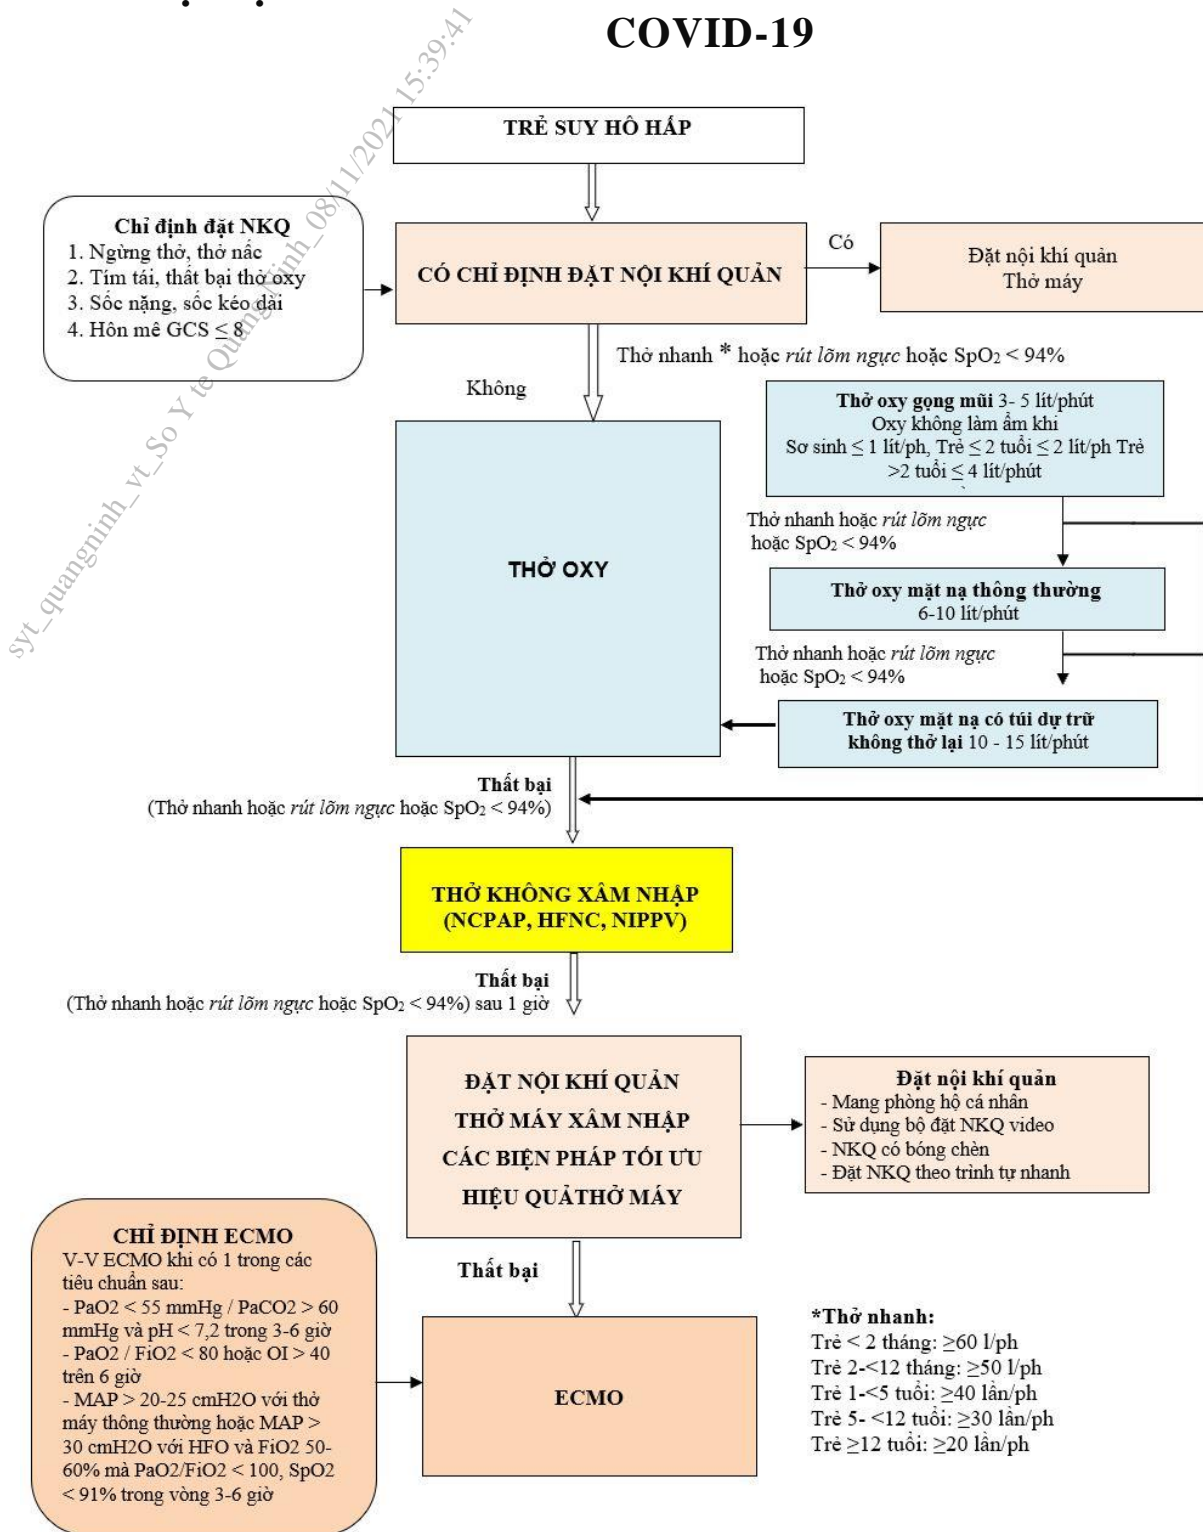 COVID-19
syt_quangninh_vt_So Y te Quang Ninh_08/11/2021 15:39:41
TRẺ SUY HÔ HẤP
Chỉ định đặt NKQ
1. Ngừng thở, thở nấc
2. Tím tái, thất bại thở oxy
3. Sốc nặng, sốc kéo dài
4. Hôn mê GCS ≤ 8
CÓ CHỈ ĐỊNH ĐẶT NỘI KHÍ QUẢN
Có
Đặt nội khí quản
Thở máy
Thở nhanh * hoặc rút lõm ngực hoặc SpO2 < 94%
Không
THỞ OXY
Thở oxy gọng mũi 3- 5 lít/phút
Oxy không làm ẩm khi
Sơ sinh ≤ 1 lít/ph, Trẻ ≤ 2 tuổi ≤ 2 lít/ph Trẻ
>2 tuổi ≤ 4 lít/phút
Thở nhanh hoặc rút lõm ngực
hoặc SpO2 < 94%
Thở oxy mặt nạ thông thường
6-10 lít/phút
Thở nhanh hoặc rút lõm ngực
hoặc SpO2 < 94%
Thở oxy mặt nạ có túi dự trữ
không thở lại 10 - 15 lít/phút
Thất bại
(Thở nhanh hoặc rút lõm ngực hoặc SpO2 < 94%)
THỞ KHÔNG XÂM NHẬP
(NCPAP, HFNC, NIPPV)
Thất bại
(Thở nhanh hoặc rút lõm ngực hoặc SpO2 < 94%) sau 1 giờ
ĐẶT NỘI KHÍ QUẢN
THỞ MÁY XÂM NHẬP
CÁC BIỆN PHÁP TỐI ƯU
HIỆU QUẢTHỞ MÁY
Đặt nội khí quản
- Mang phòng hộ cá nhân
- Sử dụng bộ đặt NKQ video
- NKQ có bóng chèn
- Đặt NKQ theo trình tự nhanh
CHỈ ĐỊNH ECMO
V-V ECMO khi có 1 trong các
tiêu chuẩn sau:
- PaO2 < 55 mmHg / PaCO2 > 60
mmHg và pH < 7,2 trong 3-6 giờ
- PaO2 / FiO2 < 80 hoặc OI > 40
trên 6 giờ
- MAP > 20-25 cmH2O với thở
máy thông thường hoặc MAP >
30 cmH2O với HFO và FiO2 50-
60% mà PaO2/FiO2 < 100, SpO2
< 91% trong vòng 3-6 giờ
Thất bại
ECMO
*Thở nhanh:
Trẻ < 2 tháng: ≥60 l/ph
Trẻ 2-<12 tháng: ≥50 l/ph
Trẻ 1-<5 tuổi: ≥40 lần/ph
Trẻ 5- <12 tuổi: ≥30 lần/ph
Trẻ ≥12 tuổi: ≥20 lần/ph